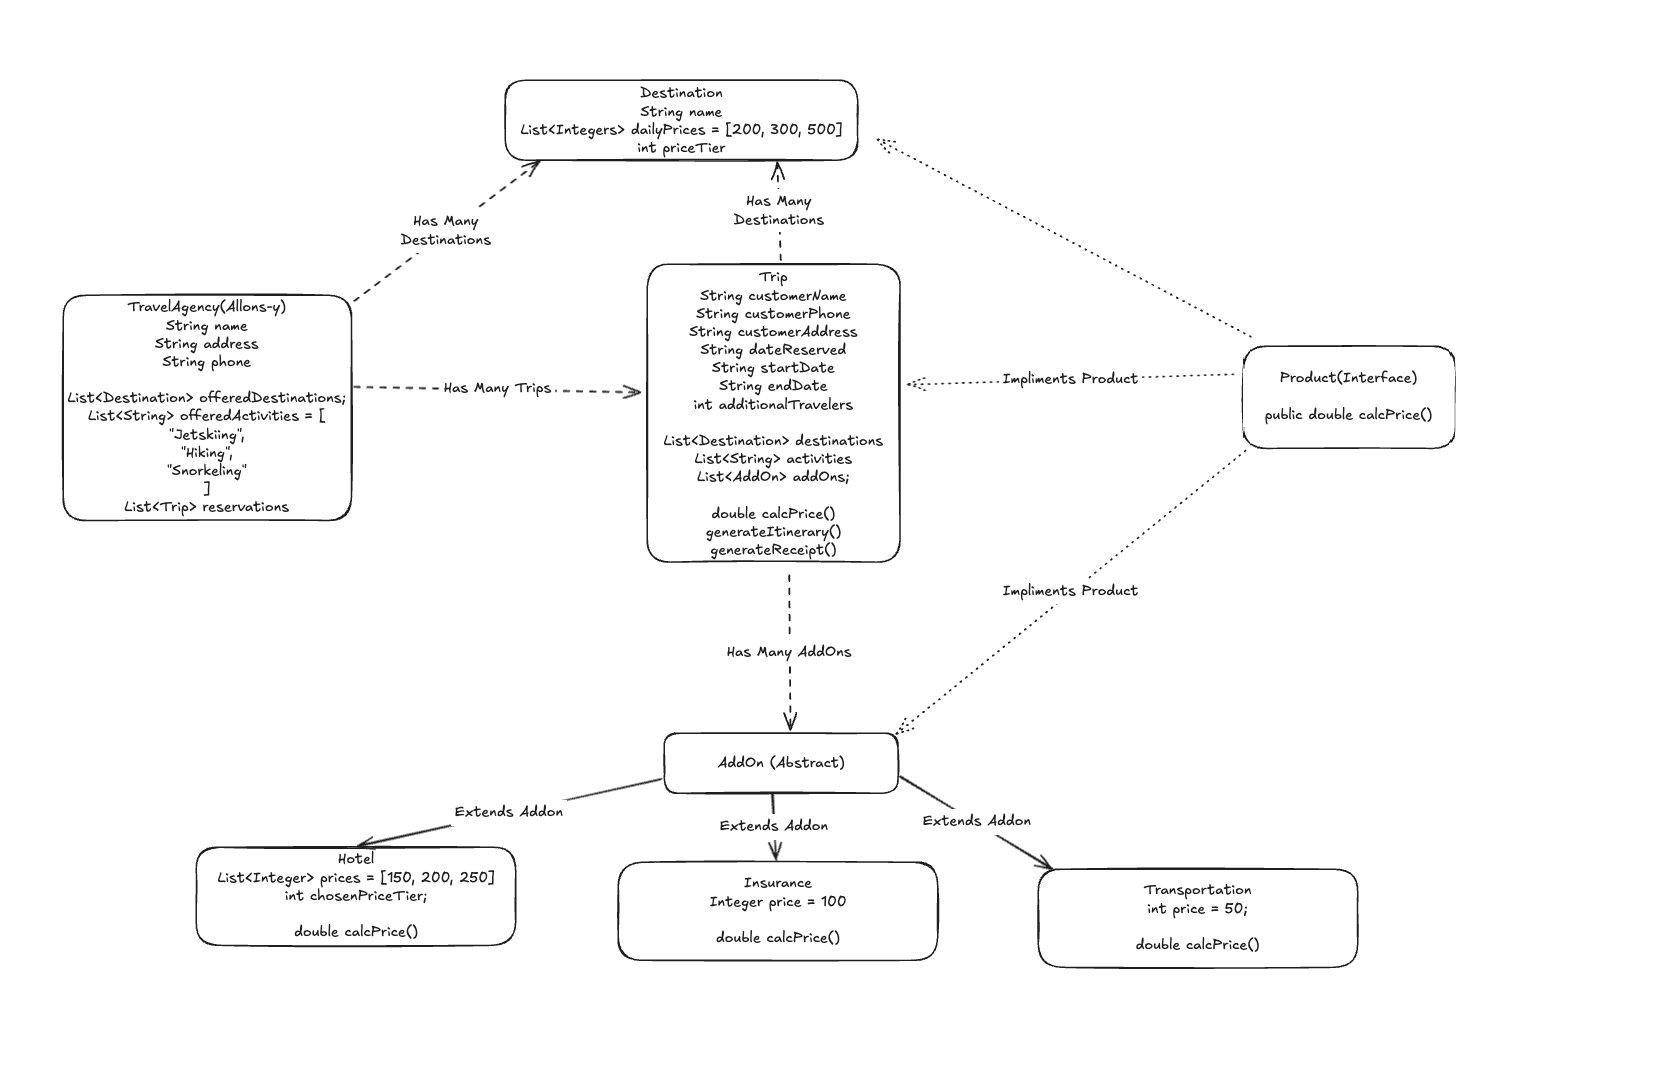 Destination
String name
List<Integers> dailyPrices = [200, 300, 500]
int priceTier
Has Many
Destinations
Has Many
Destinations
TravelAgency(Allons-y)
String name
String address
String phone
List<Destination> offeredDestinations;
List<String> offeredActivities = [
"Jetskiing",
"Hiking",
"Snorkeling"
]
List<Trip> reservations
Has Many Trips
Trip
String customerName
String customerPhone
String customerAddress
String dateReserved
String startDate
String endDate
int additionalTravelers
List<Destination> destinations
List<String> activities
List<AddOn> addOns;
double calcPrice()
generateItinerary()
generateReceipt()
Impliments Product
Product(Interface)
public double calcPrice()
Impliments Product
Has Many AddOns
AddOn (Abstract)
Extends Addon
Extends Addon
Extends Addon
Hotel
List<Integer> prices = [150, 200, 250]
int chosenPriceTier;
double calcPrice()
Insurance
Integer price = 100
double calcPrice()
Transportation
int price = 50;
double calcPrice()